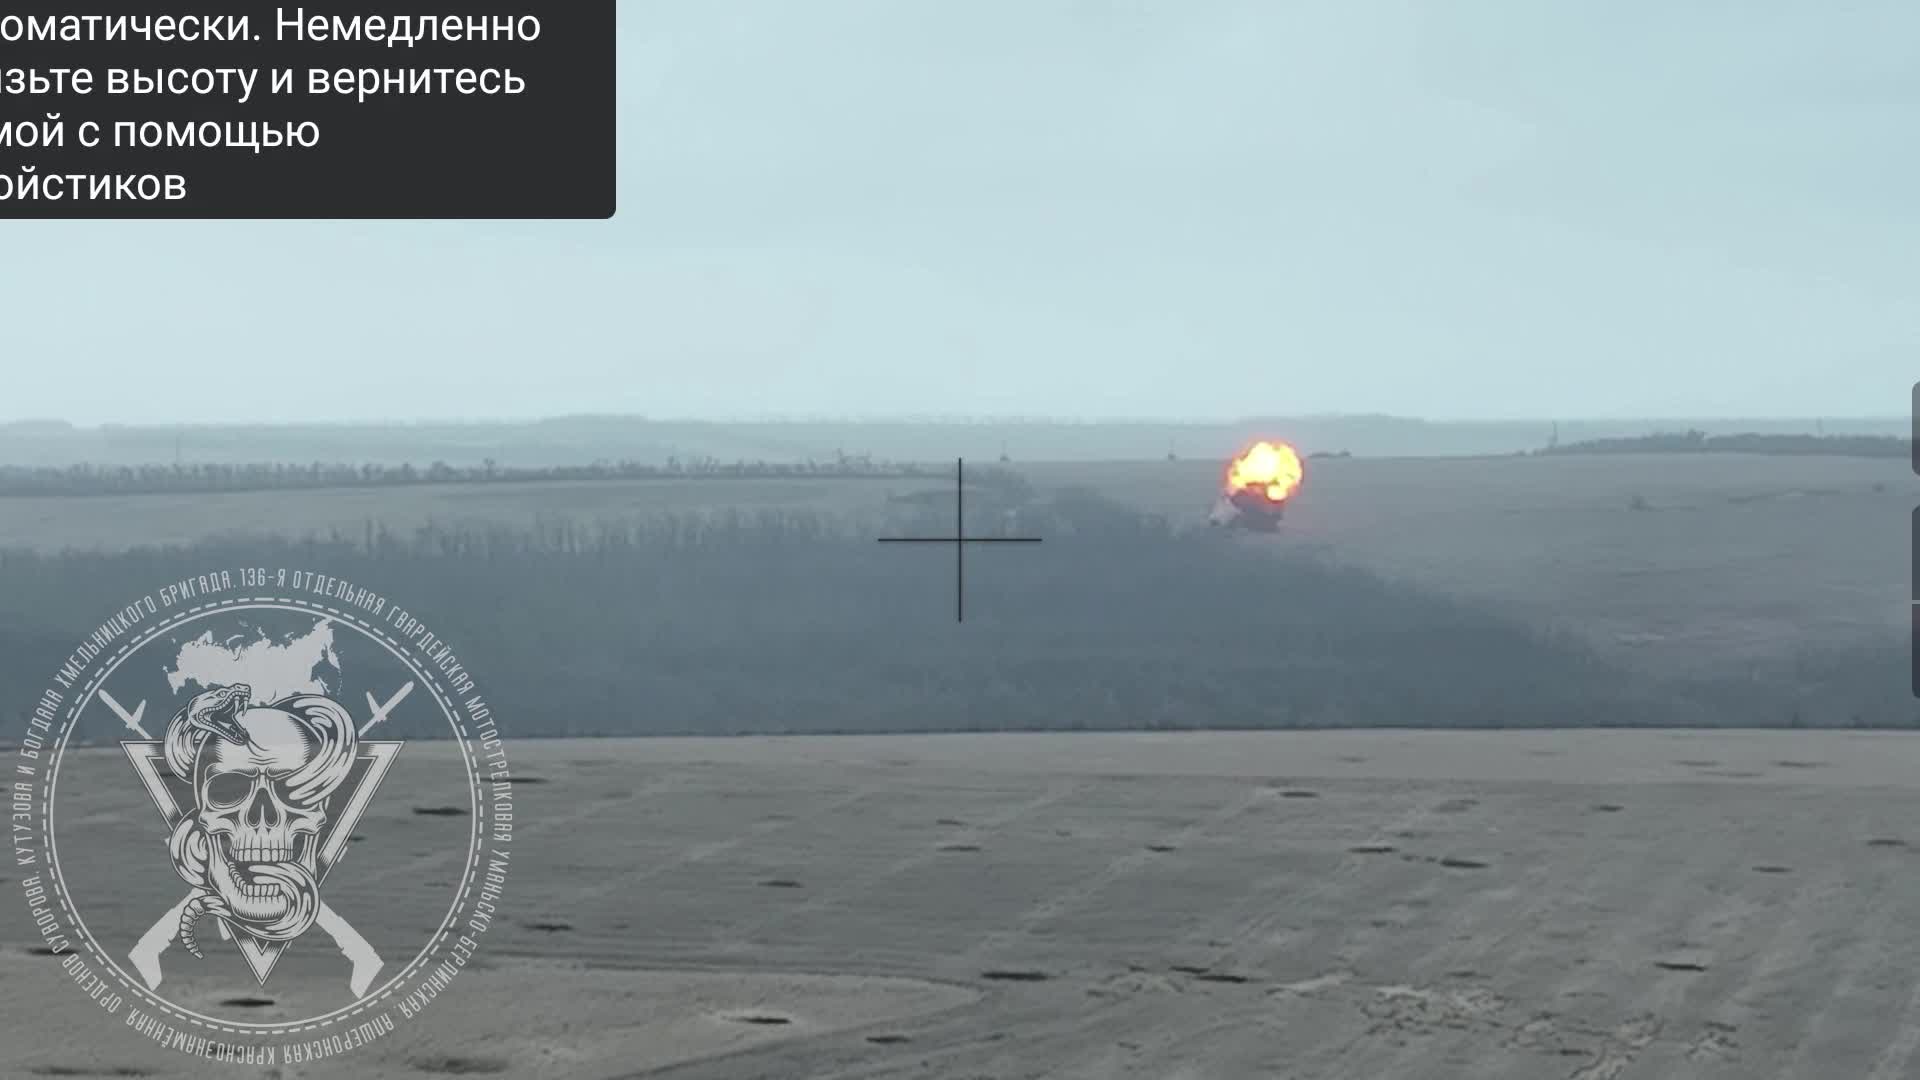 оматически. Немедленно
зьте высоту и вернитесь
мой с помощью
ойстиков
136-Я ОТДЕЛЬНАЯ ГВАРДЕЙСКАЯ МОТОСТРЕЛКОВАЯ УМАНЬСКО-БЕРЛИНСКАЯ, АПШЕРОНСКАЯ КРАСНОЗНАМЁННАЯ, ОРДЕНОВ СУВОРОВА, КУТУЗОВА И БОГДАНА ХМЕЛЬНИЦКОГО БРИГАДА.